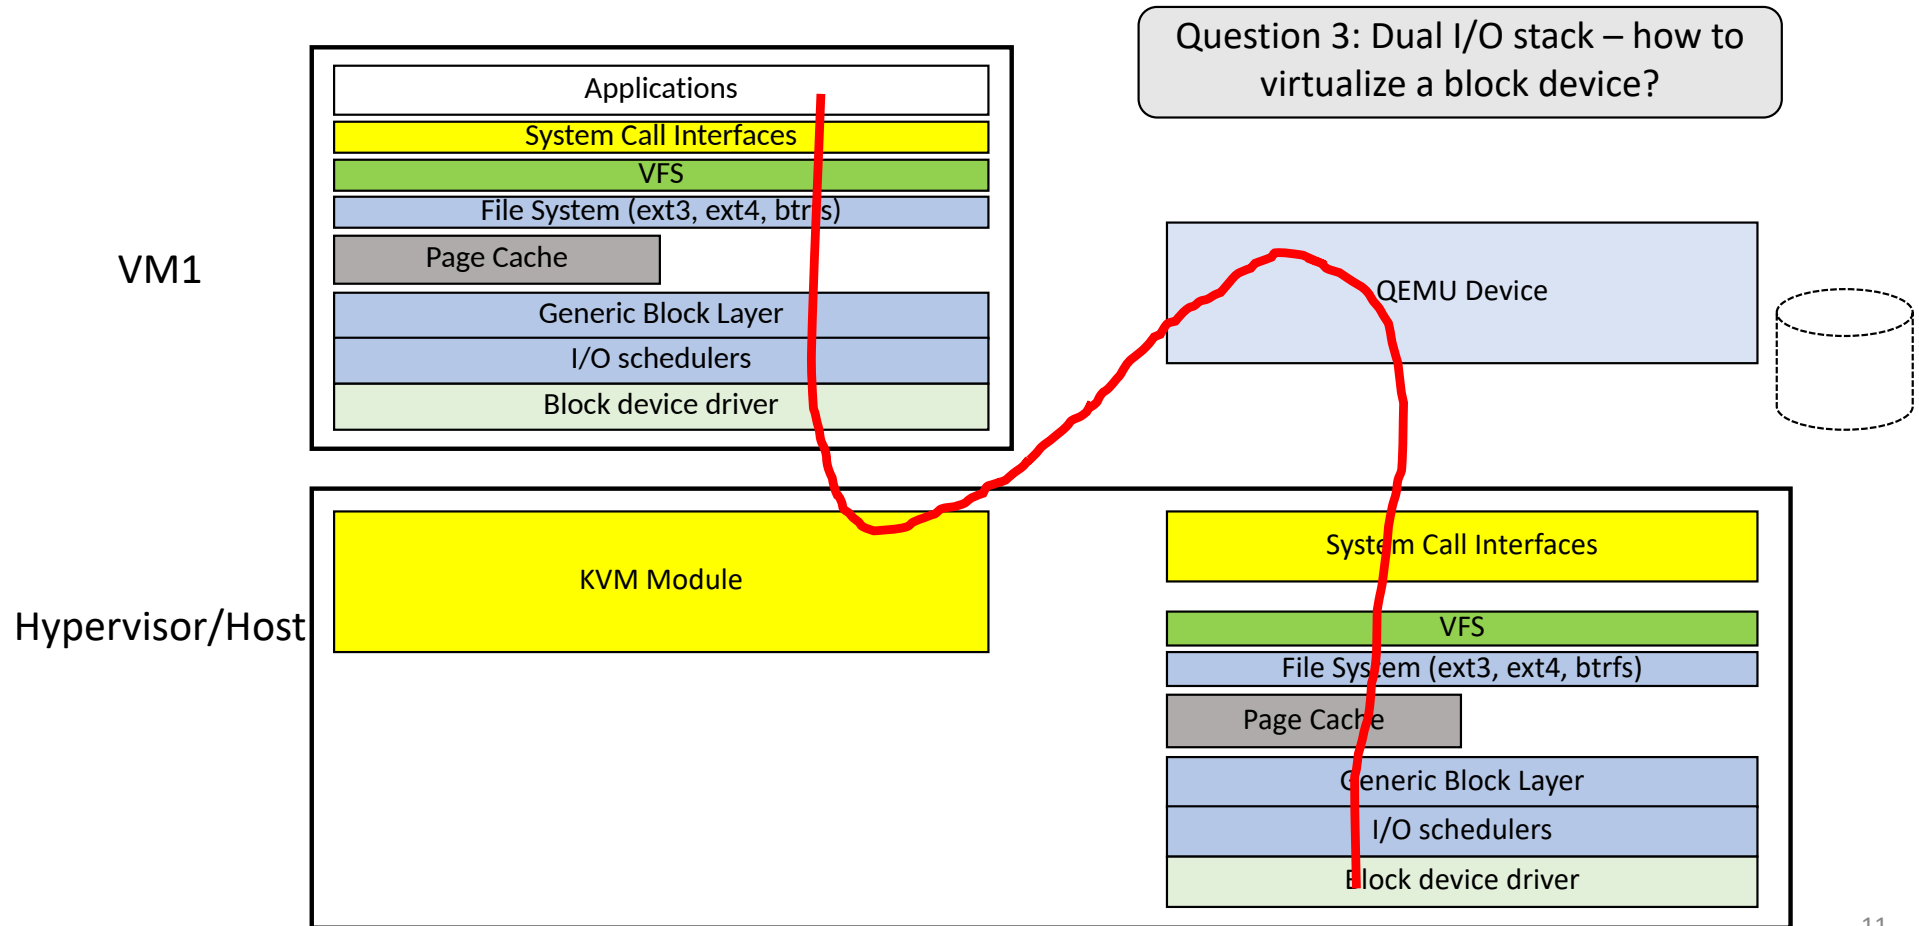 Question 3: Dual I/O stack – how to
virtualize a block device?
Applications
System Call Interfaces
VFS
File System (ext3, ext4, btrfs)
Page Cache
Generic Block Layer
I/O schedulers
Block device driver
VM1
QEMU Device
KVM Module
Hypervisor/Host
System Call Interfaces
VFS
File System (ext3, ext4, btrfs)
Page Cache
Generic Block Layer
I/O schedulers
Block device driver
11